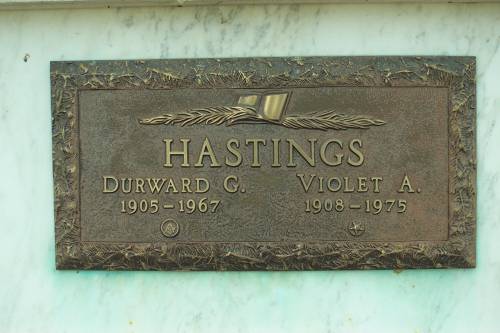 HASTINGS
DURWARD G. VIOLET A.
1905-1967 1908-1975